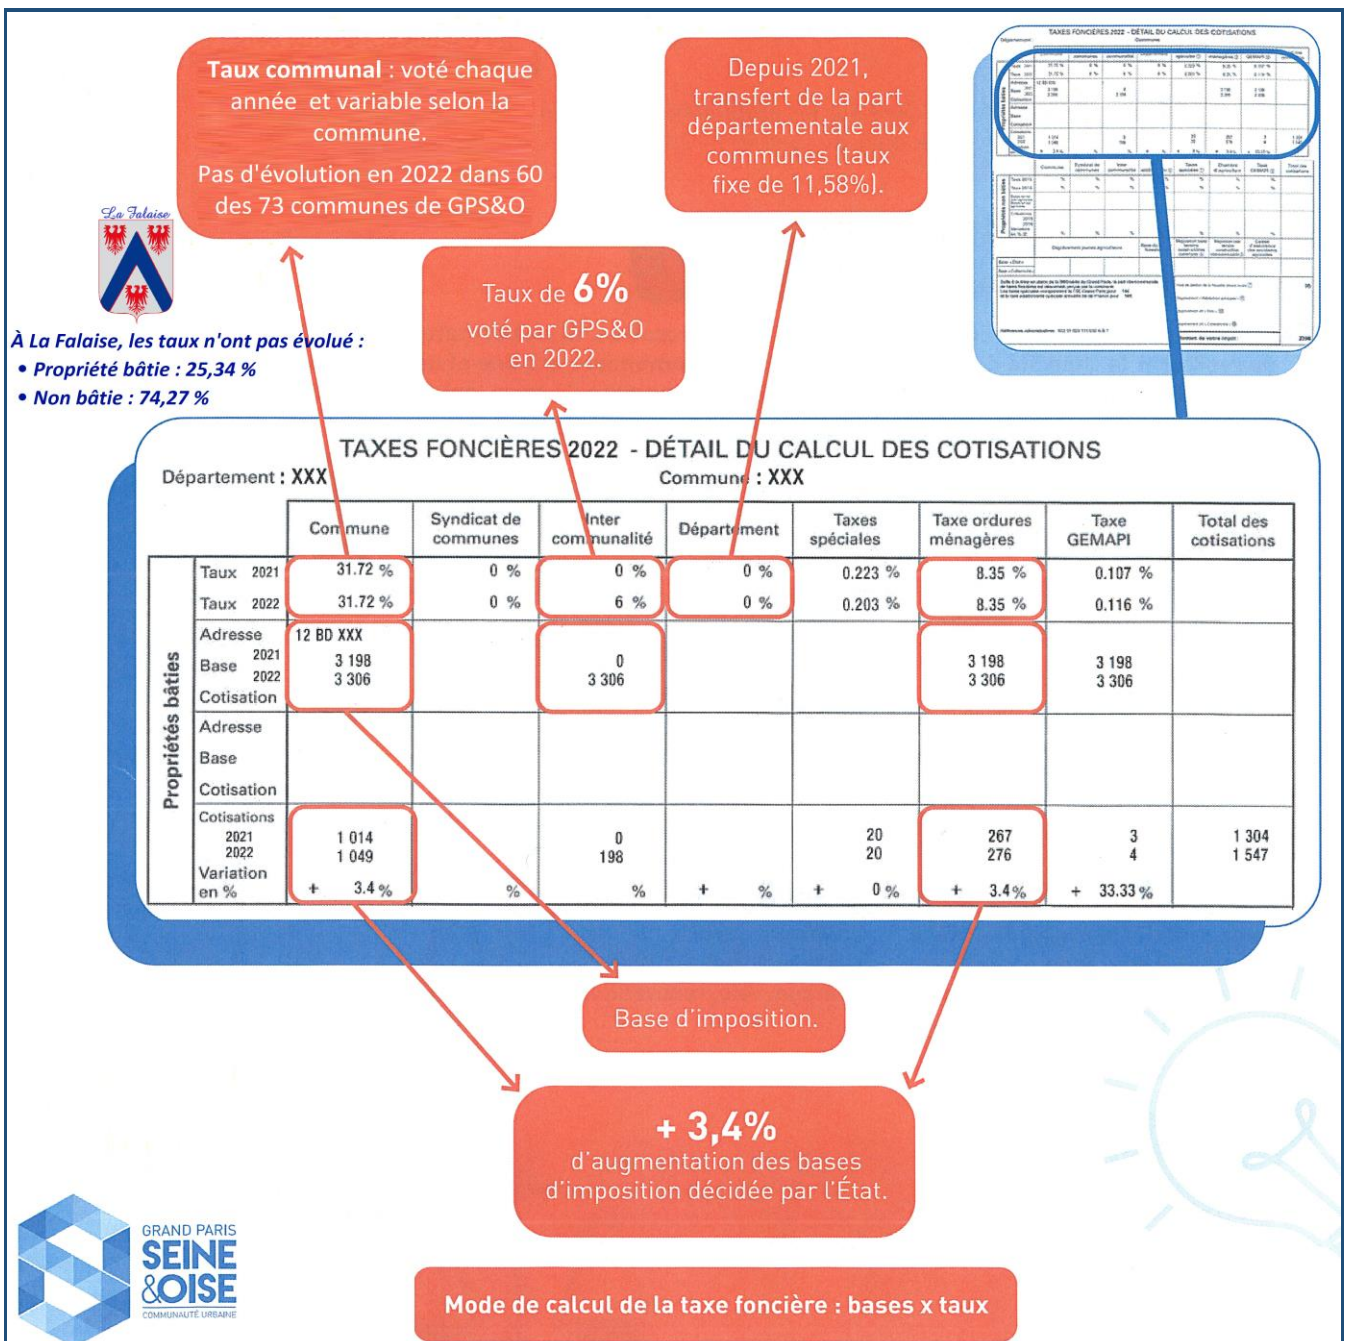 Taux communal : voté chaque
année et variable selon la
commune.
Pas d'évolution en 2022 dans 60
des 73 communes de GPS&O
Depuis 2021,
transfert de la part
départementale aux
communes (taux
fixe de 11,58%).
TAXES FONCIÈRES 2022 - DÉTAIL DU CALCUL DES COTISATIONS
La Falaise
À La Falaise, les taux n'ont pas évolué :
• Propriété bâtie : 25,34 %
• Non bâtie : 74,27 %
Taux de 6%
voté par GPS&O
en 2022.
TAXES FONCIÈRES 2022 - DÉTAIL DU CALCUL DES COTISATIONS
Département : XXX Commune : XXX
Commune Syndicat de communes Inter communalité Département Taxes spéciales Taxe ordures ménagères Taxe GEMAPI Total des cotisations
Propriétés bâties
Taux 2021 31.72 % 0 % 0 % 0 % 0.223 % 8.35 % 0.107 %
Taux 2022 31.72 % 0 % 6 % 0 % 0.203 % 8.35 % 0.116 %
Adresse 12 BD XXX
Base 2021 3 198 0 3 198 3 198
2022 3 306 3 306 3 306 3 306
Cotisation
Adresse
Base
Cotisation
Cotisations
2021 1 014 0 20 267 3 1 304
2022 1 049 198 20 276 4 1 547
Variation
en % + 3.4 % % % + % + 0 % + 3.4% + 33.33 %
Base d'imposition.
+ 3,4%
d'augmentation des bases
d'imposition décidée par l'État.
Mode de calcul de la taxe foncière : bases x taux
GRAND PARIS
SEINE
&OISE
COMMUNAUTÉ URBAINE